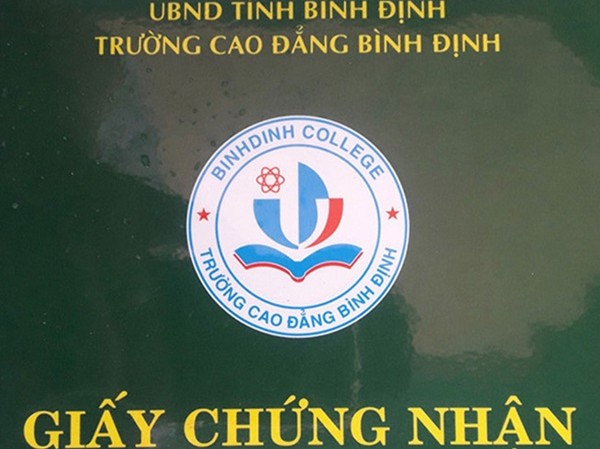 UBND TỈNH BÌNH ĐỊNH
TRƯỜNG CAO ĐẲNG BÌNH ĐỊNH
BINHDINH COLLEGE
TRƯỜNG CAO ĐẲNG BÌNH ĐỊNH
GIẤY CHỨNG NHẬN